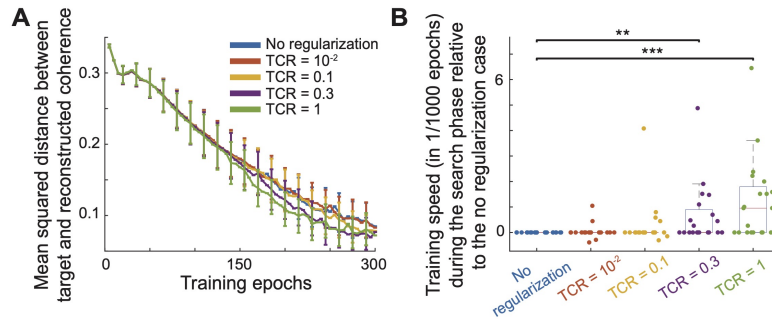 A
Mean squared distance between
target and reconstructed coherence
0.3
0.2
0.1
0
150
300
Training epochs
No regularization
TCR = 10-2
TCR = 0.1
TCR = 0.3
TCR = 1
B
Training speed (in 1/1000 epochs)
during the search phase relative
to the no regularization case
6
0
**
***
No
regularization
TCR = 10-2
TCR = 0.1
TCR = 0.3
TCR = 1